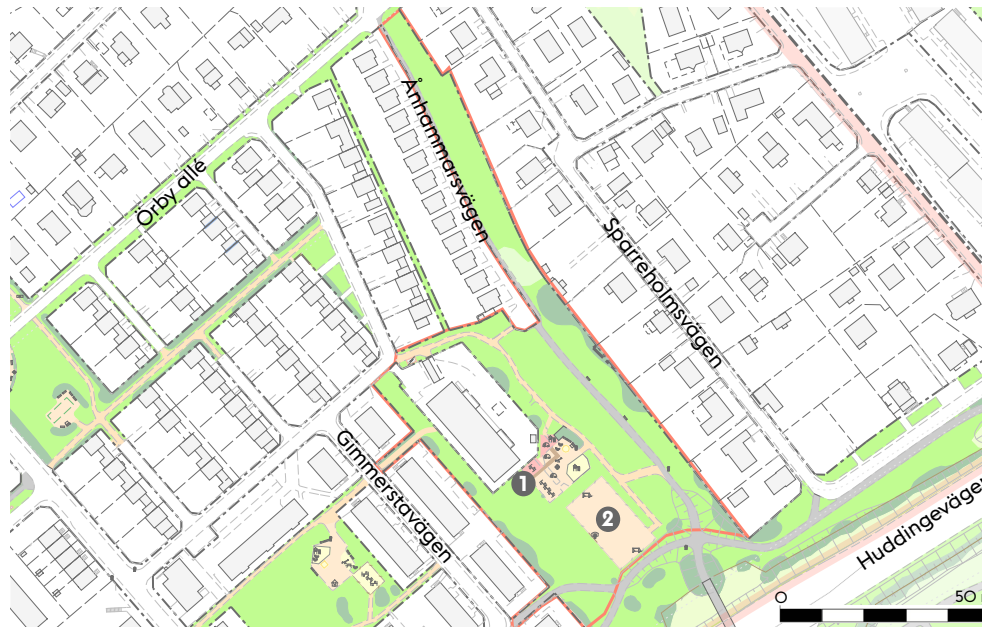 Örby allé
Ånhammarsvägen
Sparreholmsvägen
Gimmerstavägen
1
2
Huddingevägen
0
50